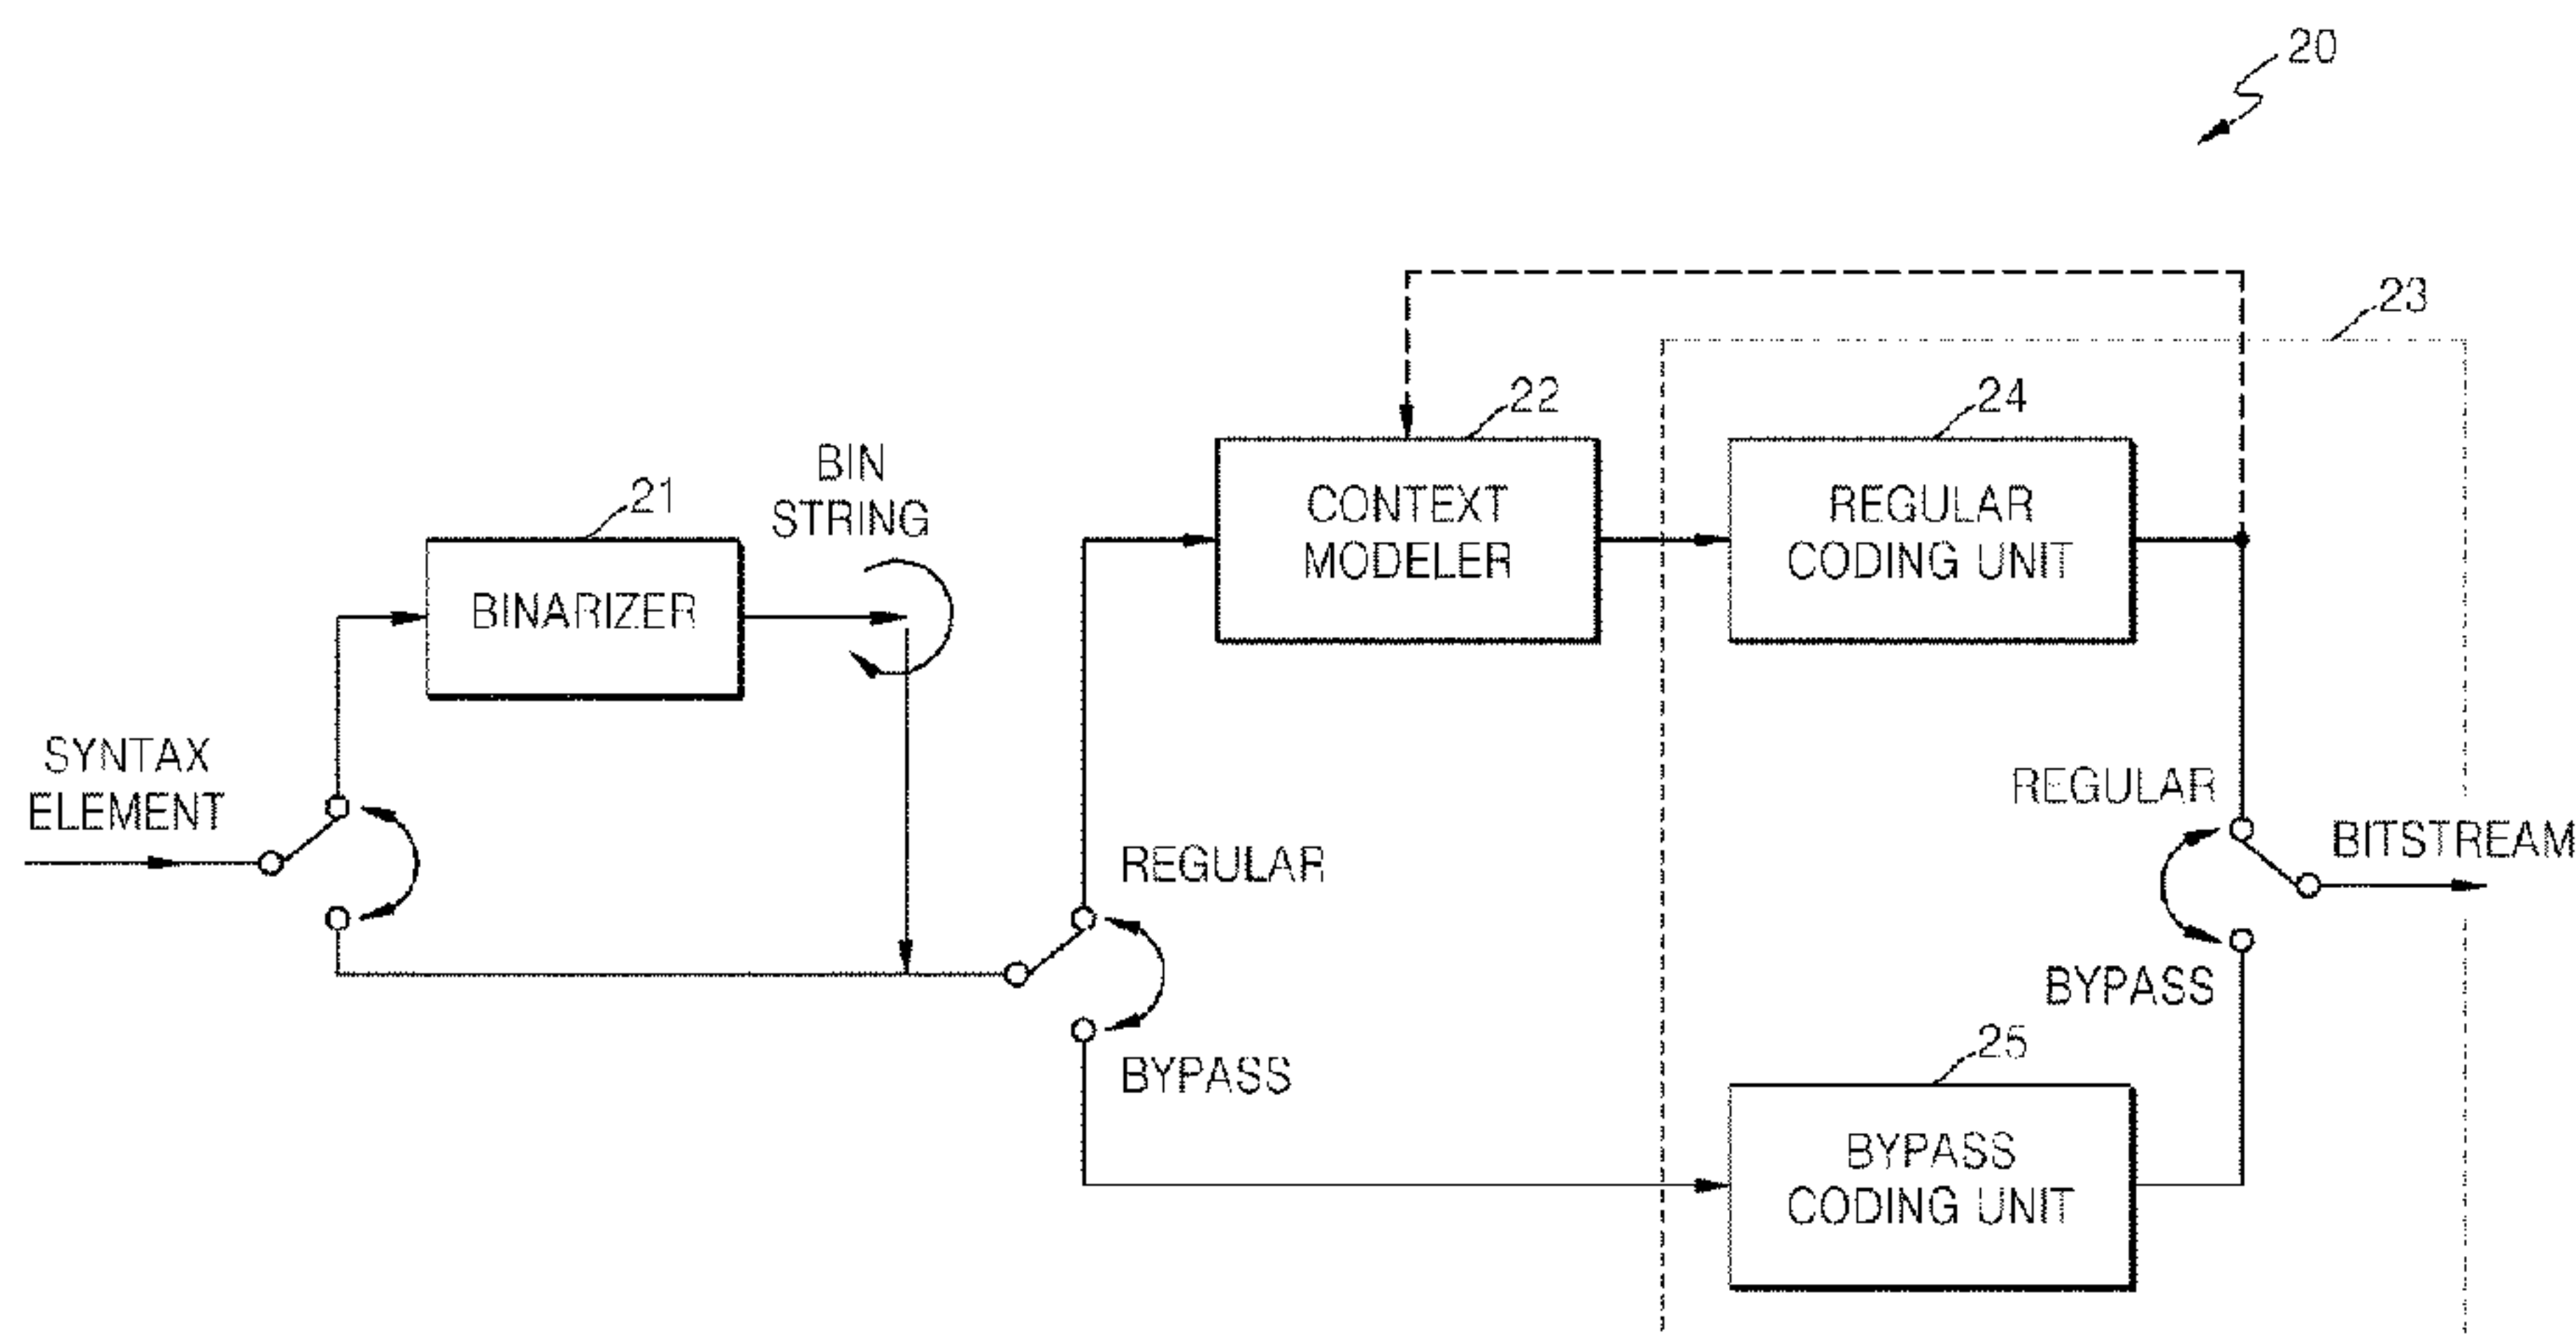 20
23
22
24
CONTEXT
MODELER
REGULAR
CODING UNIT
BIN
STRING
21
BINARIZER
SYNTAX
ELEMENT
REGULAR
BYPASS
REGULAR
BITSTREAM
BYPASS
25
BYPASS
CODING UNIT